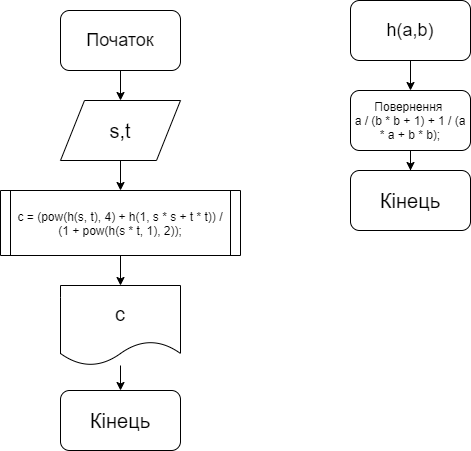 Початок
s,t
c = (pow(h(s, t), 4) + h(1, s * s + t * t)) /
(1 + pow(h(s * t, 1), 2));
c
Кінець
h(a,b)
Повернення
a / (b * b + 1) + 1 / (a
* a + b * b);
Кінець